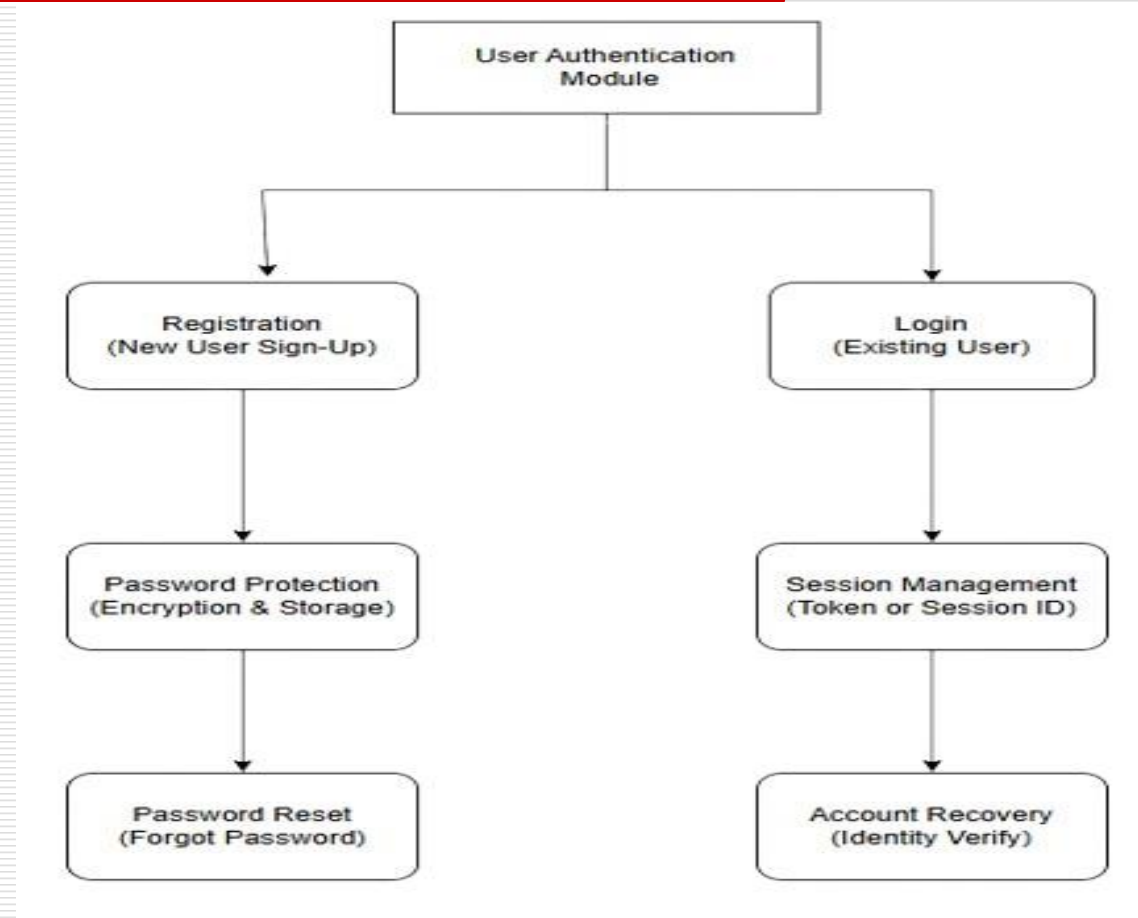 User Authentication
Module
Registration
(New User Sign-Up)
Login
(Existing User)
Password Protection
(Encryption & Storage)
Session Management
(Token or Session ID)
Password Reset
(Forgot Password)
Account Recovery
(Identity Verify)